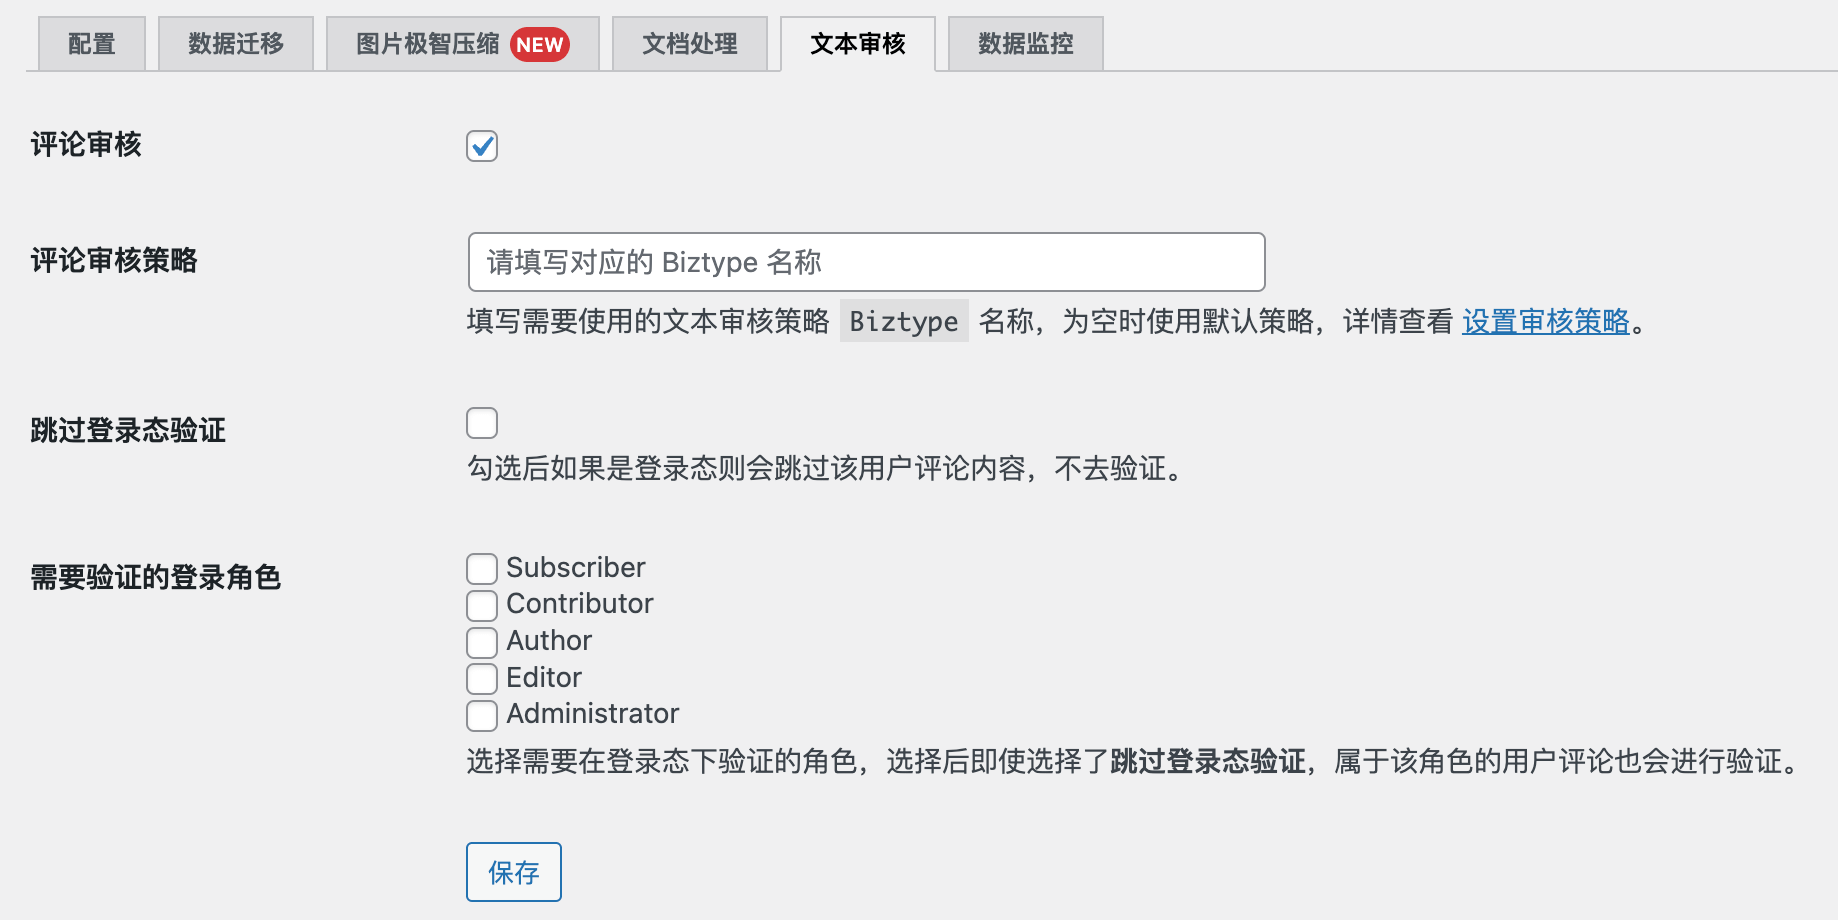 配置 数据迁移 图片极智压缩 NEW 文档处理 文本审核 数据监控
评论审核
评论审核策略 请填写对应的 Biztype 名称
填写需要使用的文本审核策略 Biztype 名称，为空时使用默认策略，详情查看 设置审核策略。
跳过登录态验证
勾选后如果是登录态则会跳过该用户评论内容，不去验证。
需要验证的登录角色 Subscriber
Contributor
Author
Editor
Administrator
选择需要在登录态下验证的角色，选择后即使选择了跳过登录态验证，属于该角色的用户评论也会进行验证。
保存